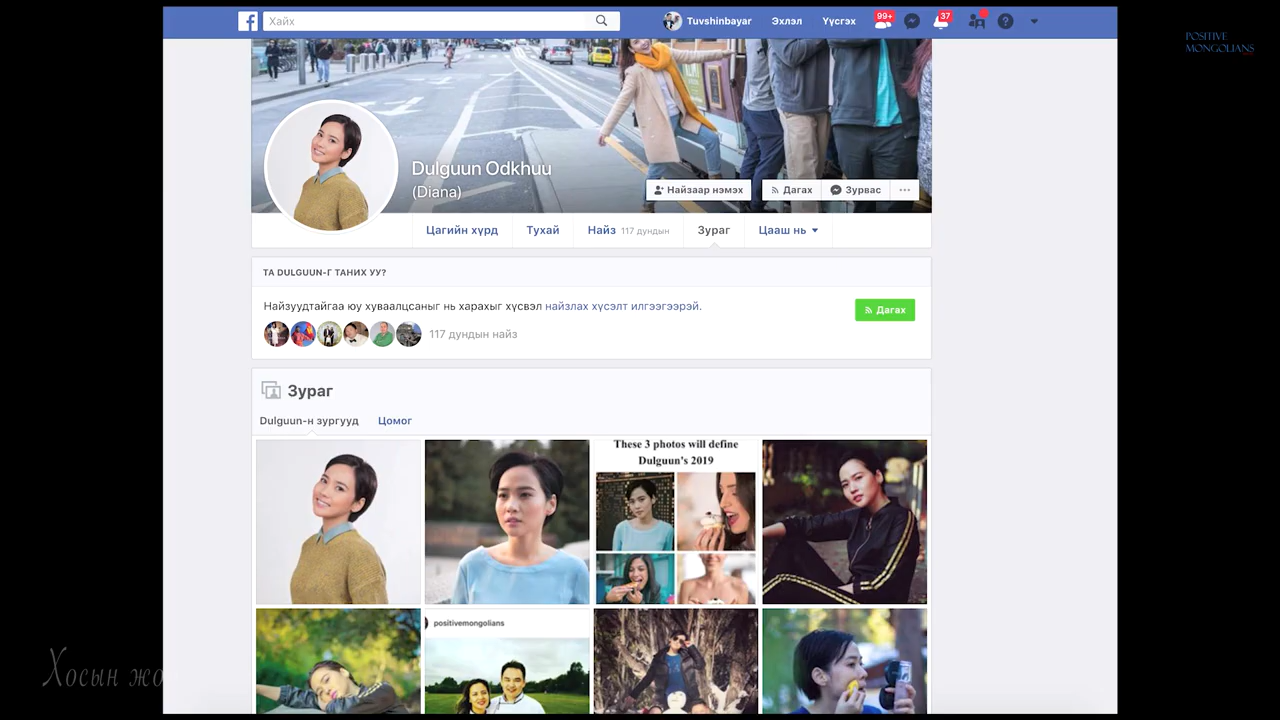 Хайх
Tuvshinbayar
Эхлэл
Үүсгэх
99+
37
POSITIVE
MONGOLIANS
Dulguun Odkhuu
(Diana)
Найзаар нэмэх
Дагах
Зурвас
Цагийн хүрд
Тухай
Найз 117 дундын
Зураг
Цааш нь
ТА DULGUUN-Г ТАНИХ УУ?
Найзуудтайгаа юу хуваалцсаныг нь харахыг хүсвэл найзлах хүсэлт илгээгээрэй.
Дагах
117 дундын найз
Зураг
Dulguun-н зургууд
Цомог
These 3 photos will define
Dulguun's 2019
positivemongolians
Хосын жо